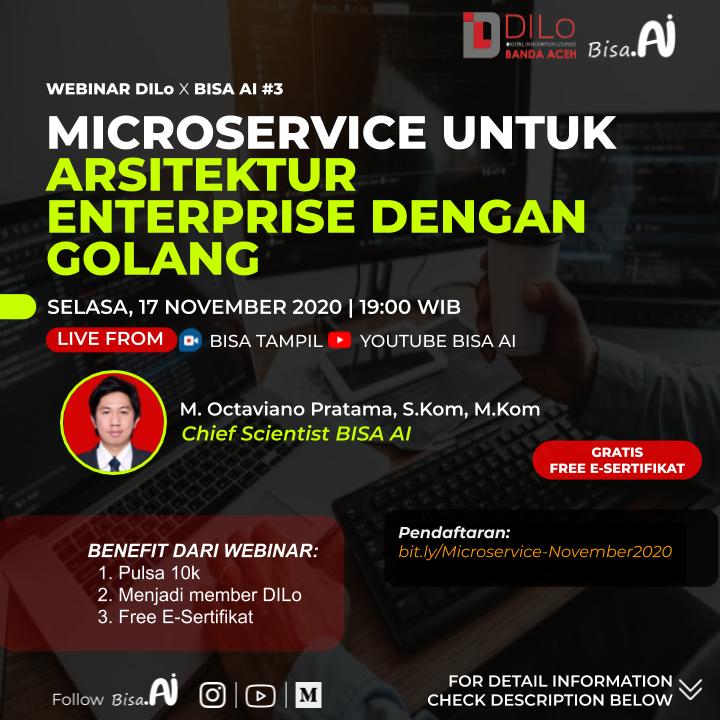 DILo
DIGITAL INNOVATION LOUNGE
BANDA ACEH
Bisa.AI
WEBINAR DILo X BISA AI #3
MICROSERVICE UNTUK
ARSITEKTUR
ENTERPRISE DENGAN
GOLANG
SELASA, 17 NOVEMBER 2020 | 19:00 WIB
LIVE FROM BISA TAMPIL YOUTUBE BISA AI
M. Octaviano Pratama, S.Kom, M.Kom
Chief Scientist BISA AI
GRATIS
FREE E-SERTIFIKAT
Pendaftaran:
bit.ly/Microservice-November2020
BENEFIT DARI WEBINAR:
1. Pulsa 10k
2. Menjadi member DILo
3. Free E-Sertifikat
Follow Bisa.AI | | M
FOR DETAIL INFORMATION
CHECK DESCRIPTION BELOW